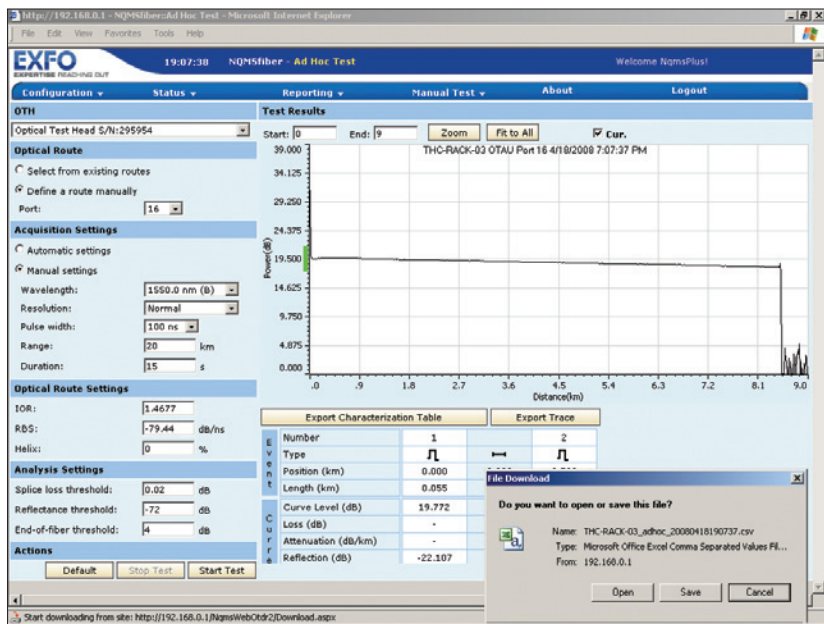 http://192.168.0.1 - NQMSfiber::Ad Hoc Test - Microsoft Internet Explorer
File Edit View Favorites Tools Help
EXFO
EXPERTISE REACHING OUT
19:07:38 NQMSfiber - Ad Hoc Test Welcome NqmsPlus!
Configuration Status Reporting Manual Test About Logout
OTH
Optical Test Head S/N:295954
Optical Route
Select from existing routes
Define a route manually
Port: 16
Acquisition Settings
Automatic settings
Manual settings
Wavelength: 1550.0 nm (B)
Resolution: Normal
Pulse width: 100 ns
Range: 20 km
Duration: 15 s
Optical Route Settings
IOR: 1.4677
RBS: -79.44 dB/ns
Helix: 0 %
Analysis Settings
Splice loss threshold: 0.02 dB
Reflectance threshold: -72 dB
End-of-fiber threshold: 4 dB
Actions
Default Stop Test Start Test
Test Results
Start: 0 End: 9 Zoom Fit to All Cur.
THC-RACK-03 OTAU Port 16 4/18/2008 7:07:37 PM
Power(dB)
39.000
34.125
29.250
24.375
19.500
14.625
9.750
4.875
0.000
.0 .9 1.8 2.7 3.6 4.5 5.4 6.3 7.2 8.1 9.0
Distance(km)
Export Characterization Table Export Trace
Event
Number 1 2
Type
Position (km) 0.000
Length (km) 0.055
Curre
Curve Level (dB) 19.772
Loss (dB) -
Attenuation (dB/km) -
Reflection (dB) -22.107
File Download
Do you want to open or save this file?
Name: THC-RACK-03_adhoc_20080418190737.csv
Type: Microsoft Office Excel Comma Separated Values Fil...
From: 192.168.0.1
Open Save Cancel
Start downloading from site: http://192.168.0.1/NqmsWebOtdr2/Download.aspx